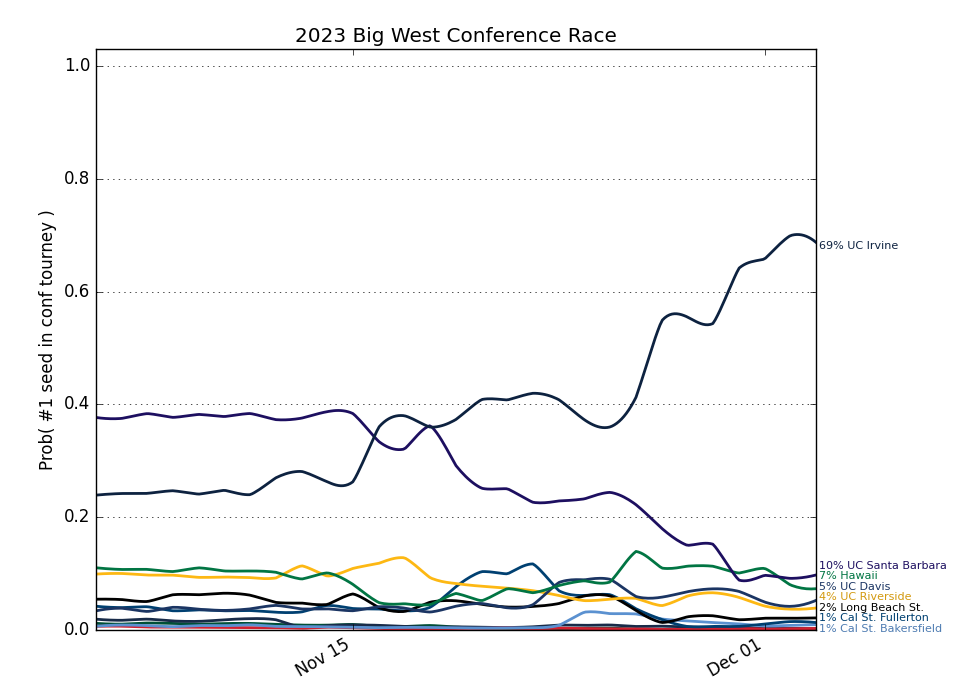 2023 Big West Conference Race
Prob( #1 seed in conf tourney )
1.0
0.8
0.6
0.4
0.2
0.0
Nov 15
Dec 01
69% UC Irvine
10% UC Santa Barbara
7% Hawaii
5% UC Davis
4% UC Riverside
2% Long Beach St.
1% Cal St. Fullerton
1% Cal St. Bakersfield